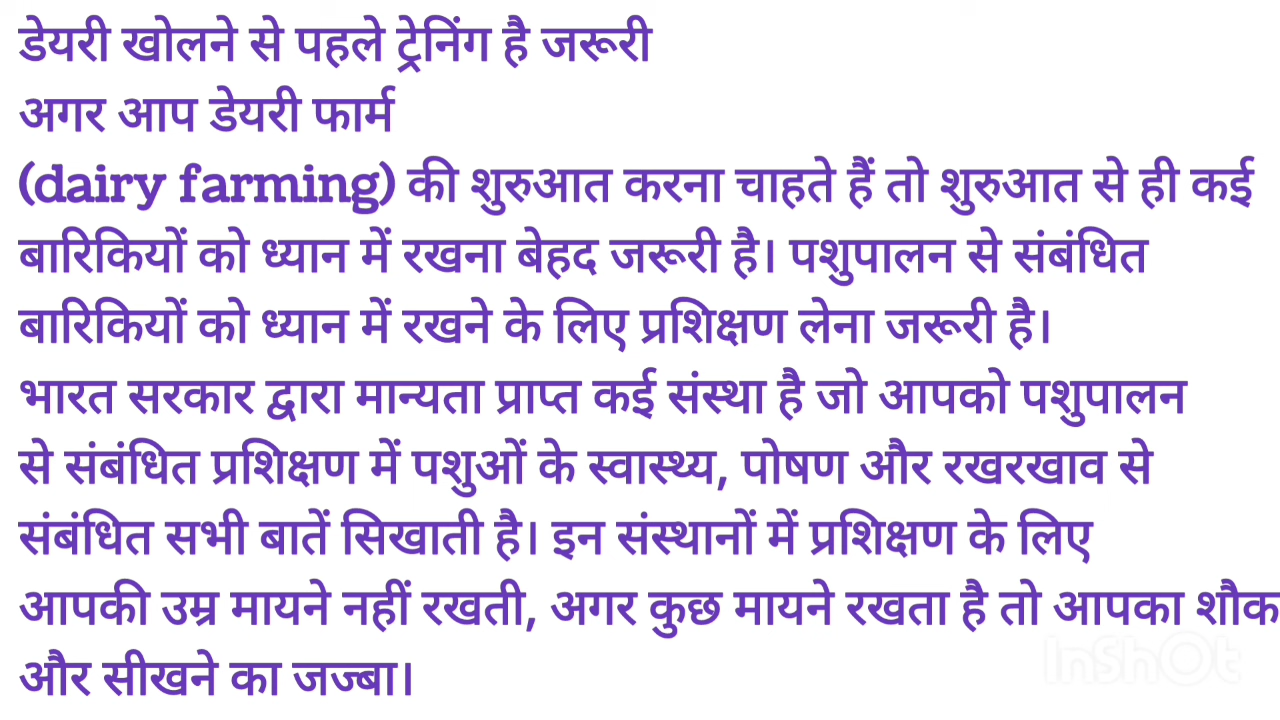 डेयरी खोलने से पहले ट्रेनिंग है जरूरी
अगर आप डेयरी फार्म
(dairy farming) की शुरुआत करना चाहते हैं तो शुरुआत से ही कई
बारिकियों को ध्यान में रखना बेहद जरूरी है। पशुपालन से संबंधित
बारिकियों को ध्यान में रखने के लिए प्रशिक्षण लेना जरूरी है।
भारत सरकार द्वारा मान्यता प्राप्त कई संस्था है जो आपको पशुपालन
से संबंधित प्रशिक्षण में पशुओं के स्वास्थ्य, पोषण और रखरखाव से
संबंधित सभी बातें सिखाती है। इन संस्थानों में प्रशिक्षण के लिए
आपकी उम्र मायने नहीं रखती, अगर कुछ मायने रखता है तो आपका शौक
और सीखने का जज्बा।
InShOt